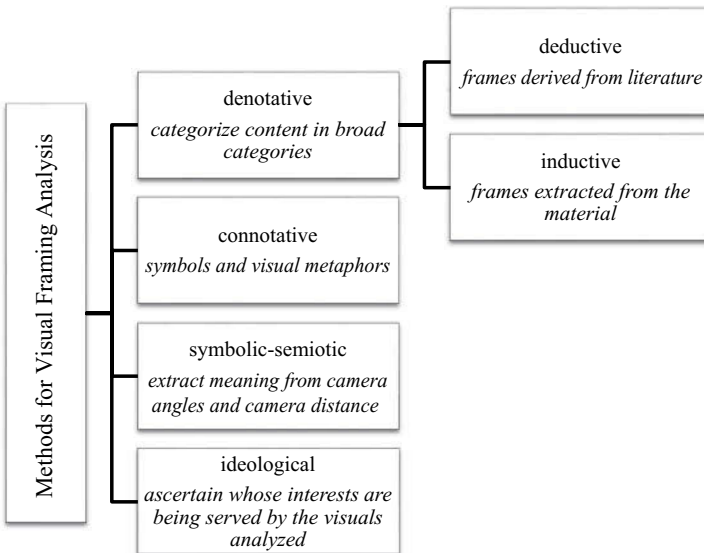 Methods for Visual Framing Analysis
denotative
categorize content in broad
categories
deductive
frames derived from literature
inductive
frames extracted from the
material
connotative
symbols and visual metaphors
symbolic-semiotic
extract meaning from camera
angles and camera distance
ideological
ascertain whose interests are
being served by the visuals
analyzed